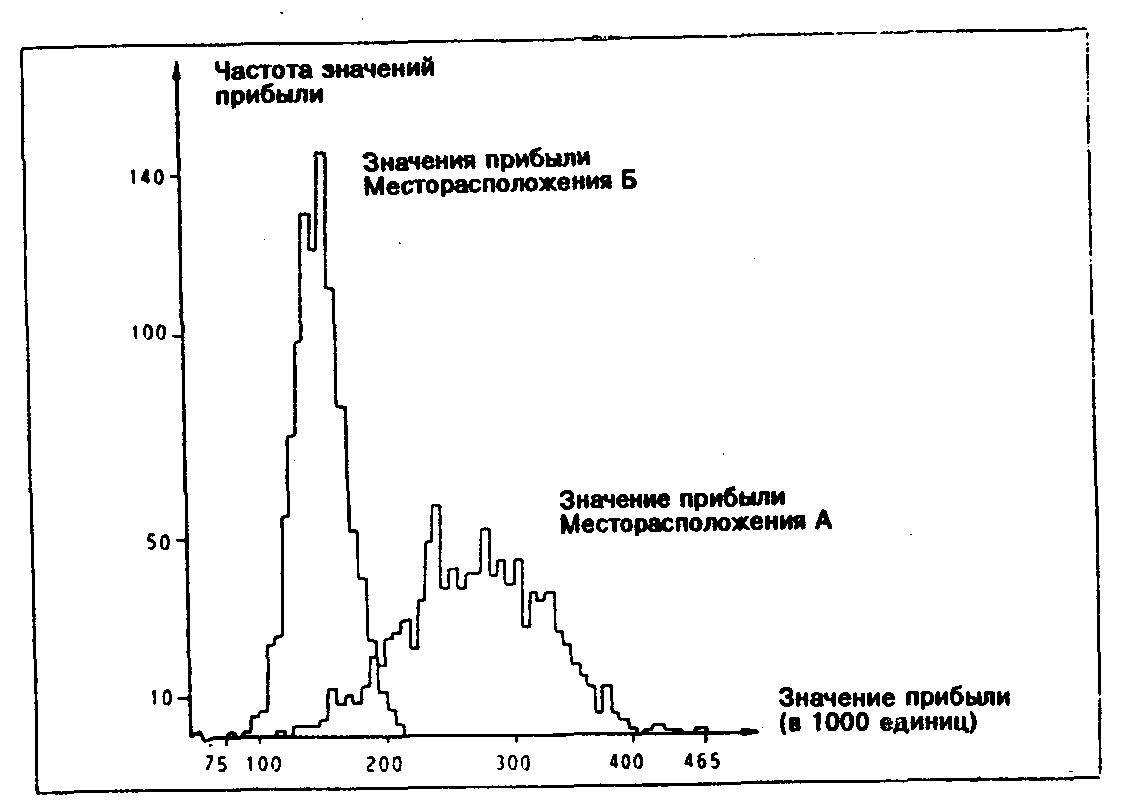 Частота значений
прибыли
Значения прибыли
Месторасположения Б
140
100
Значение прибыли
Месторасположения А
50
10
Значение прибыли
(в 1000 единиц)
75 100 200 300 400 465